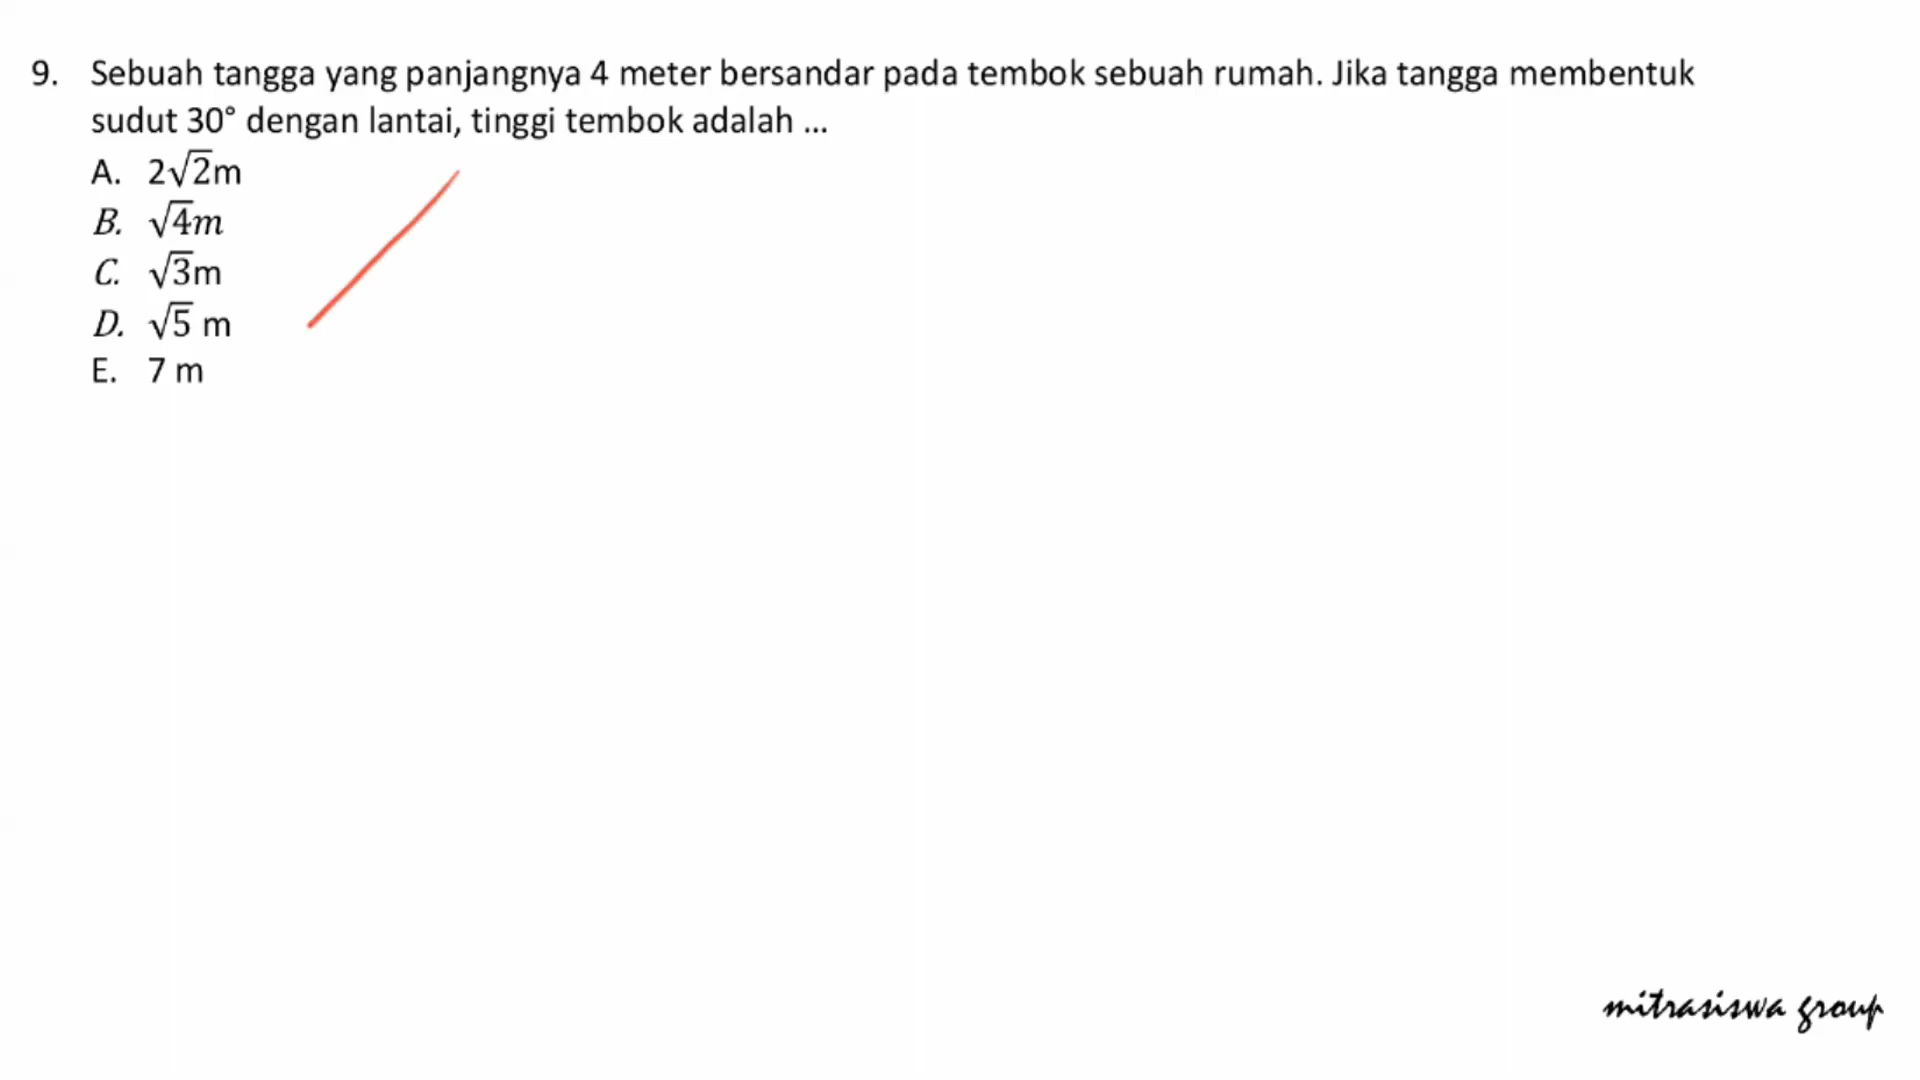 9. Sebuah tangga yang panjangnya 4 meter bersandar pada tembok sebuah rumah. Jika tangga membentuk
sudut 30° dengan lantai, tinggi tembok adalah ...
A. 2√2m
B. √4m
C. √3m
D. √5 m
E. 7 m
mitrasiswa group